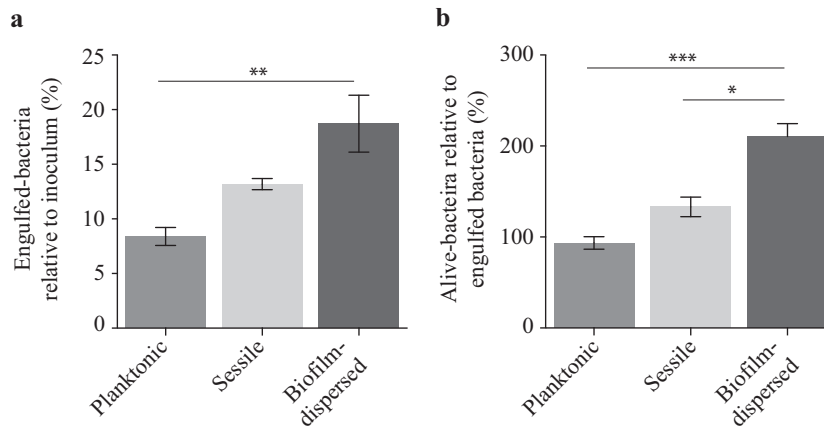 a
Engulfed-bacteria
relative to inoculum (%)
25
20
15
10
5
0
**
Planktonic
Sessile
Biofilm-
dispersed
b
Alive-bacteira relative to
engulfed bacteria (%)
300
200
100
0
***
*
Planktonic
Sessile
Biofilm-
dispersed